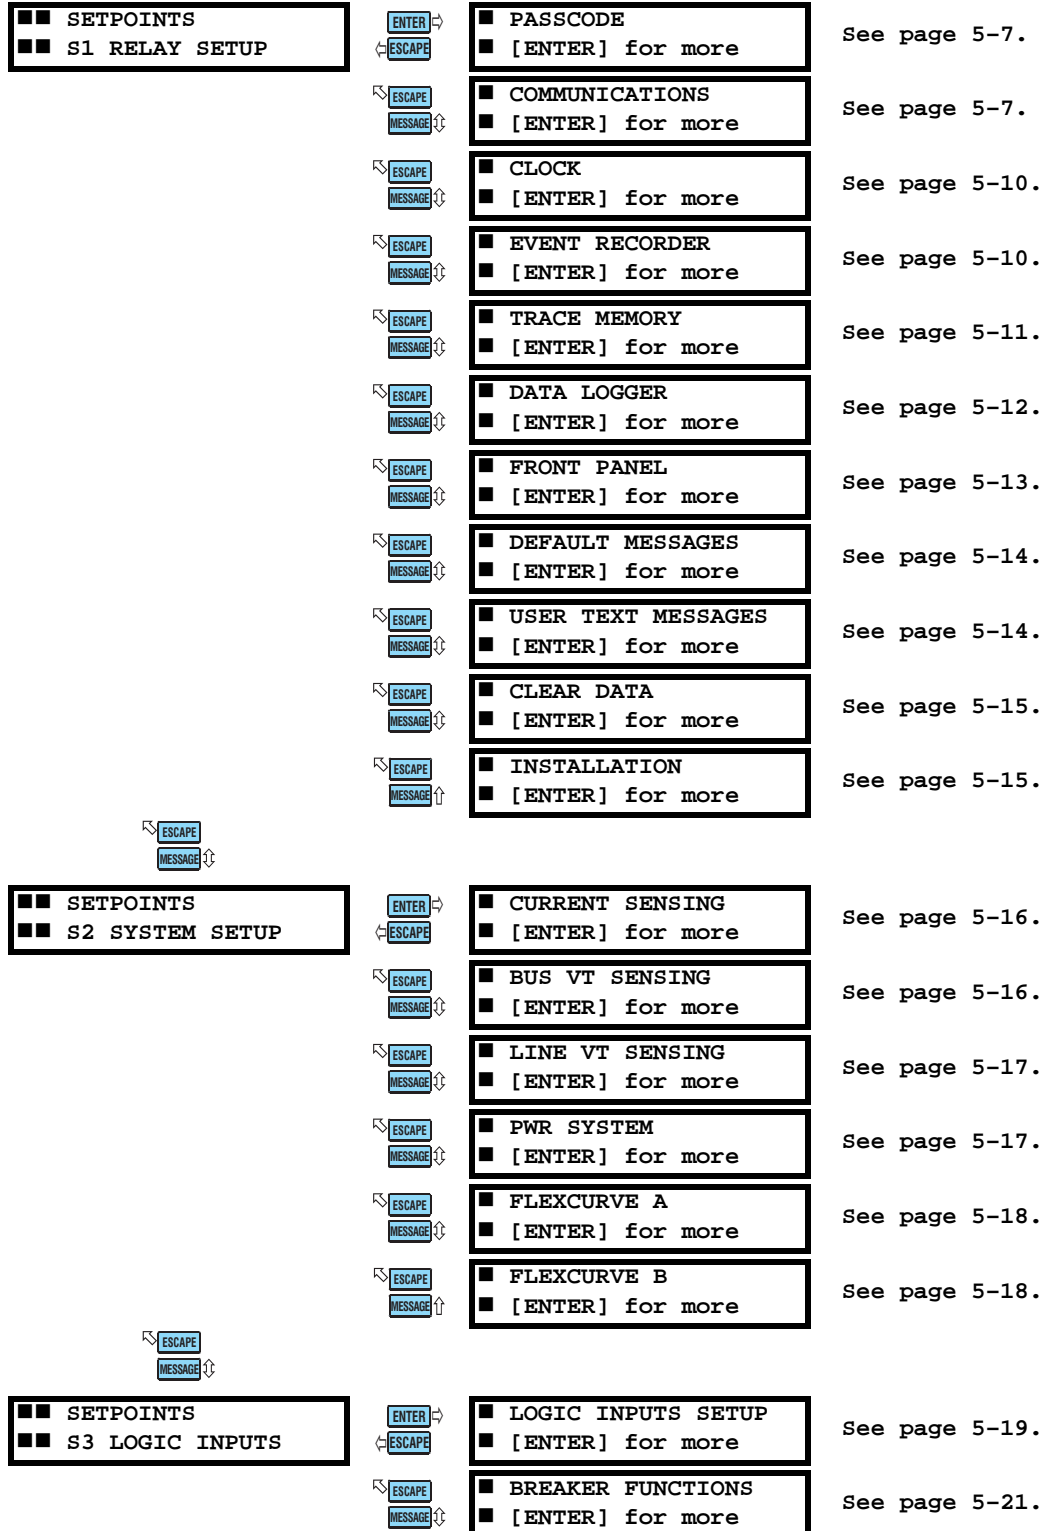 ■■ SETPOINTS
■■ S1 RELAY SETUP
ENTER ⇨
⇦ ESCAPE
■ PASSCODE
■ [ENTER] for more
See page 5–7.
ESCAPE
MESSAGE
■ COMMUNICATIONS
■ [ENTER] for more
See page 5–7.
ESCAPE
MESSAGE
■ CLOCK
■ [ENTER] for more
See page 5–10.
ESCAPE
MESSAGE
■ EVENT RECORDER
■ [ENTER] for more
See page 5–10.
ESCAPE
MESSAGE
■ TRACE MEMORY
■ [ENTER] for more
See page 5–11.
ESCAPE
MESSAGE
■ DATA LOGGER
■ [ENTER] for more
See page 5–12.
ESCAPE
MESSAGE
■ FRONT PANEL
■ [ENTER] for more
See page 5–13.
ESCAPE
MESSAGE
■ DEFAULT MESSAGES
■ [ENTER] for more
See page 5–14.
ESCAPE
MESSAGE
■ USER TEXT MESSAGES
■ [ENTER] for more
See page 5–14.
ESCAPE
MESSAGE
■ CLEAR DATA
■ [ENTER] for more
See page 5–15.
ESCAPE
MESSAGE
■ INSTALLATION
■ [ENTER] for more
See page 5–15.
ESCAPE
MESSAGE
■■ SETPOINTS
■■ S2 SYSTEM SETUP
ENTER ⇨
⇦ ESCAPE
■ CURRENT SENSING
■ [ENTER] for more
See page 5–16.
ESCAPE
MESSAGE
■ BUS VT SENSING
■ [ENTER] for more
See page 5–16.
ESCAPE
MESSAGE
■ LINE VT SENSING
■ [ENTER] for more
See page 5–17.
ESCAPE
MESSAGE
■ PWR SYSTEM
■ [ENTER] for more
See page 5–17.
ESCAPE
MESSAGE
■ FLEXCURVE A
■ [ENTER] for more
See page 5–18.
ESCAPE
MESSAGE
■ FLEXCURVE B
■ [ENTER] for more
See page 5–18.
ESCAPE
MESSAGE
■■ SETPOINTS
■■ S3 LOGIC INPUTS
ENTER ⇨
⇦ ESCAPE
■ LOGIC INPUTS SETUP
■ [ENTER] for more
See page 5–19.
ESCAPE
MESSAGE
■ BREAKER FUNCTIONS
■ [ENTER] for more
See page 5–21.